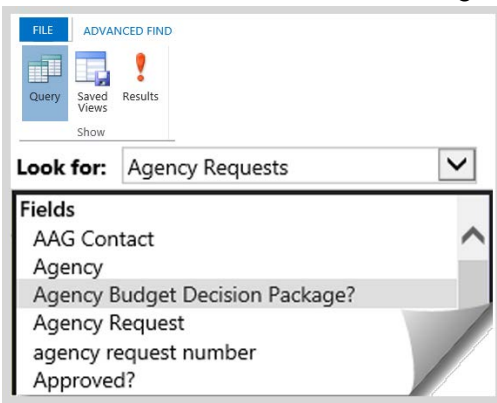 FILE ADVANCED FIND
Query Saved Views Results
Show
Look for: Agency Requests
Fields
AAG Contact
Agency
Agency Budget Decision Package?
Agency Request
agency request number
Approved?